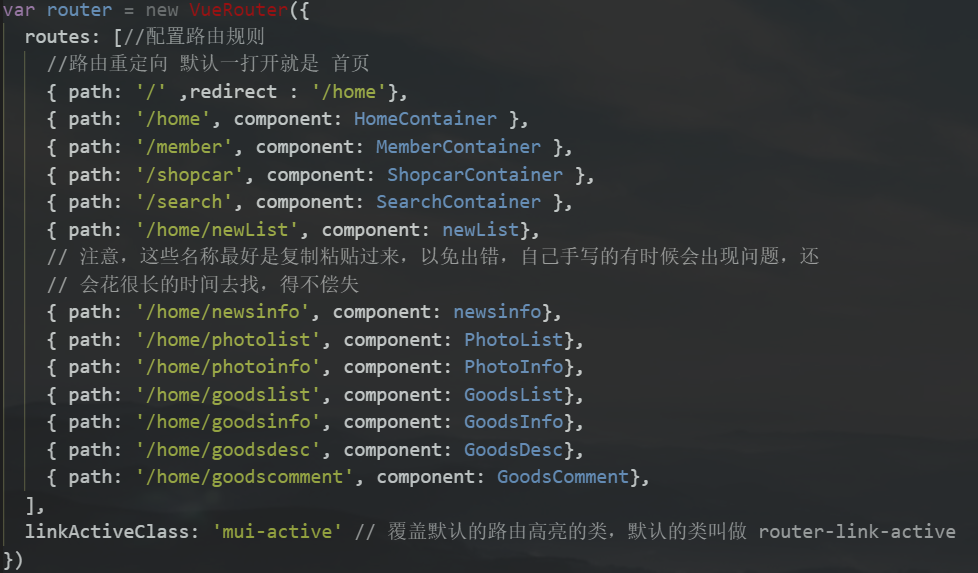 var router = new VueRouter({
  routes: [//配置路由规则
    //路由重定向 默认一打开就是 首页
    { path: '/' ,redirect : '/home'},
    { path: '/home', component: HomeContainer },
    { path: '/member', component: MemberContainer },
    { path: '/shopcar', component: ShopcarContainer },
    { path: '/search', component: SearchContainer },
    { path: '/home/newList', component: newList},
    // 注意，这些名称最好是复制粘贴过来，以免出错，自己手写的有时候会出现问题，还
    // 会花很长的时间去找，得不偿失
    { path: '/home/newsinfo', component: newsinfo},
    { path: '/home/photolist', component: PhotoList},
    { path: '/home/photoinfo', component: PhotoInfo},
    { path: '/home/goodslist', component: GoodsList},
    { path: '/home/goodsinfo', component: GoodsInfo},
    { path: '/home/goodsdesc', component: GoodsDesc},
    { path: '/home/goodscomment', component: GoodsComment},
  ],
  linkActiveClass: 'mui-active' // 覆盖默认的路由高亮的类，默认的类叫做 router-link-active
})